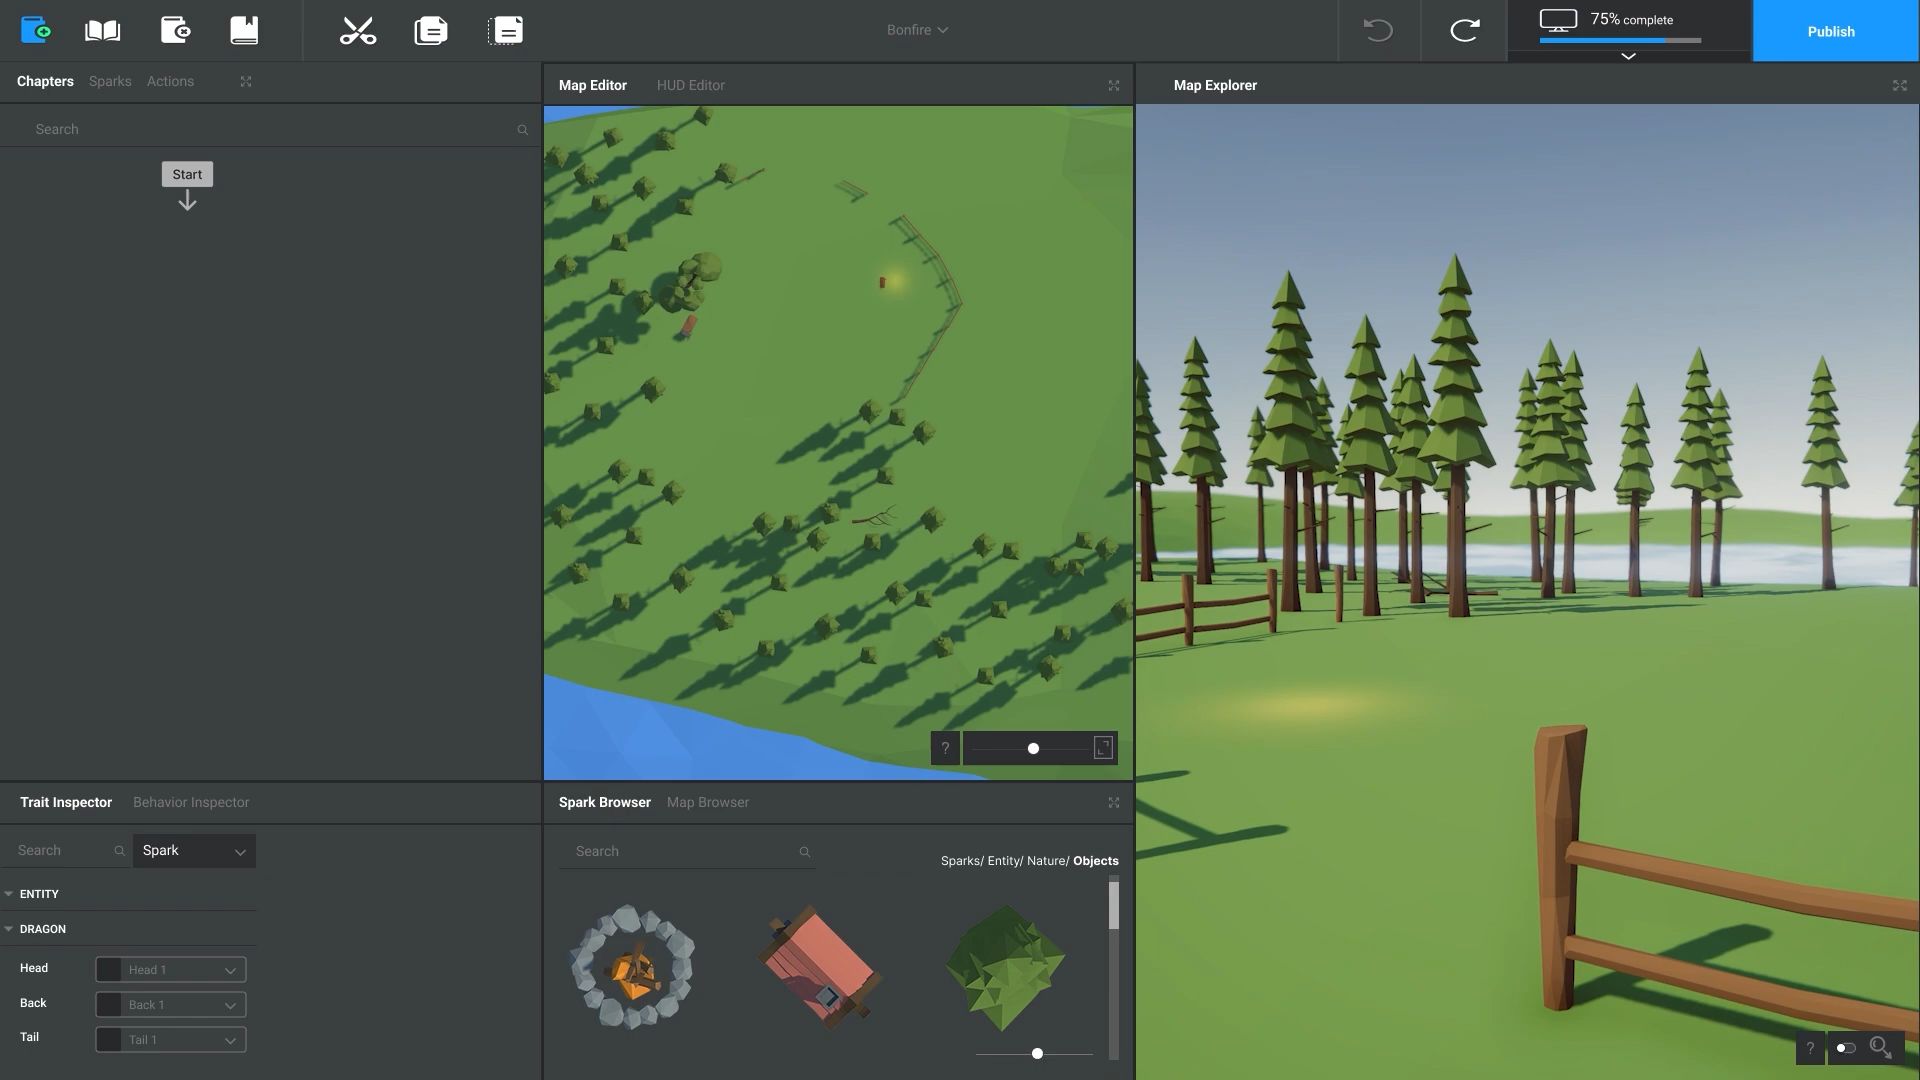 Bonfire
75% complete
Publish
Chapters Sparks Actions
Map Editor HUD Editor
Map Explorer
Search
Start
?
Trait Inspector Behavior Inspector
Spark Browser Map Browser
Search Spark
Search
Sparks/ Entity/ Nature/ Objects
ENTITY
DRAGON
Head Head 1
Back Back 1
Tail Tail 1
?